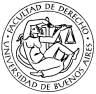 FACULTAD DE DERECHO
UNIVERSIDAD DE BUENOS AIRES